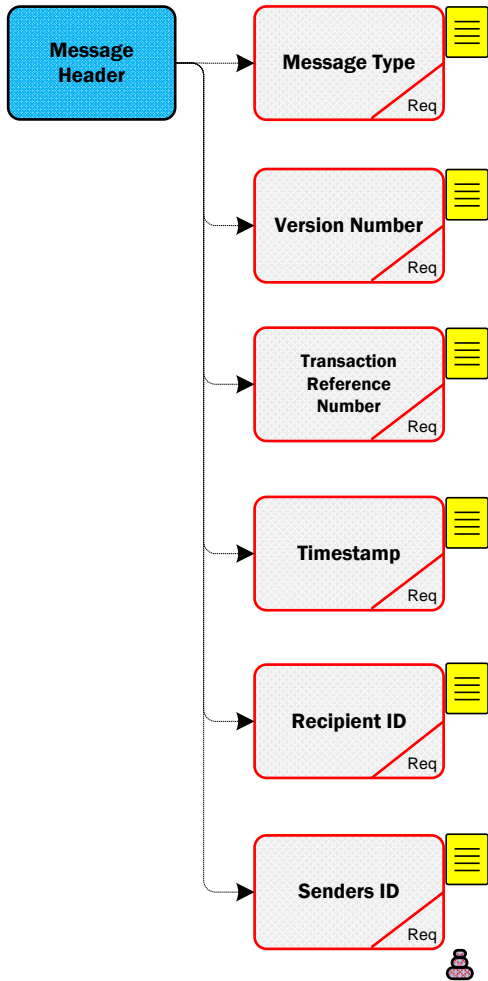 Message
Header
Message Type
Req
Version Number
Req
Transaction
Reference
Number
Req
Timestamp
Req
Recipient ID
Req
Senders ID
Req